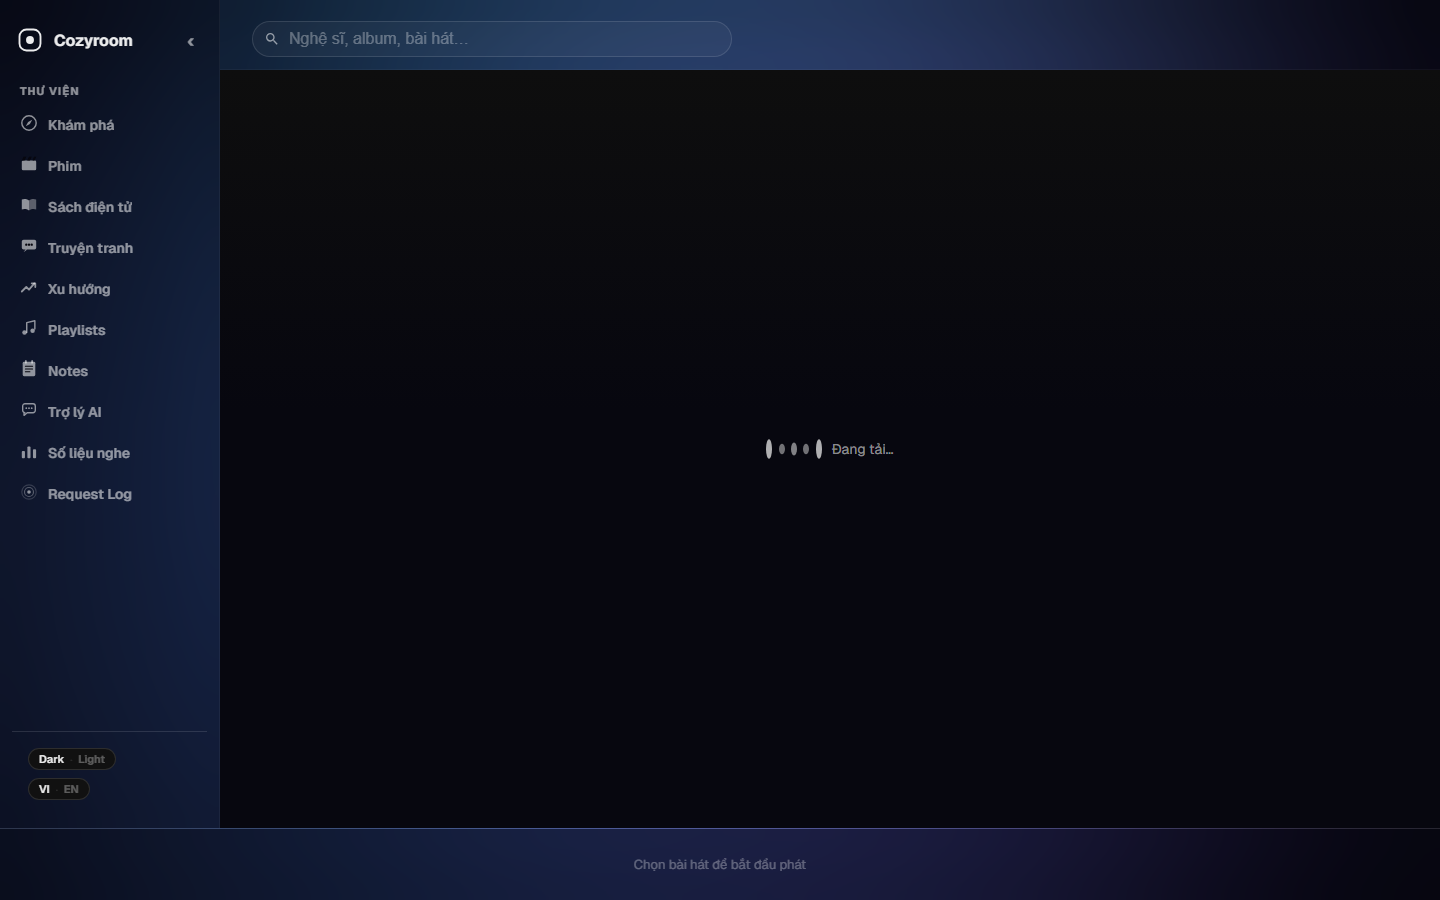 Cozyroom
Nghệ sĩ, album, bài hát...
THƯ VIỆN
Khám phá
Phim
Sách điện tử
Truyện tranh
Xu hướng
Playlists
Notes
Trợ lý AI
Số liệu nghe
Request Log
Đang tải...
Dark · Light
VI · EN
Chọn bài hát để bắt đầu phát